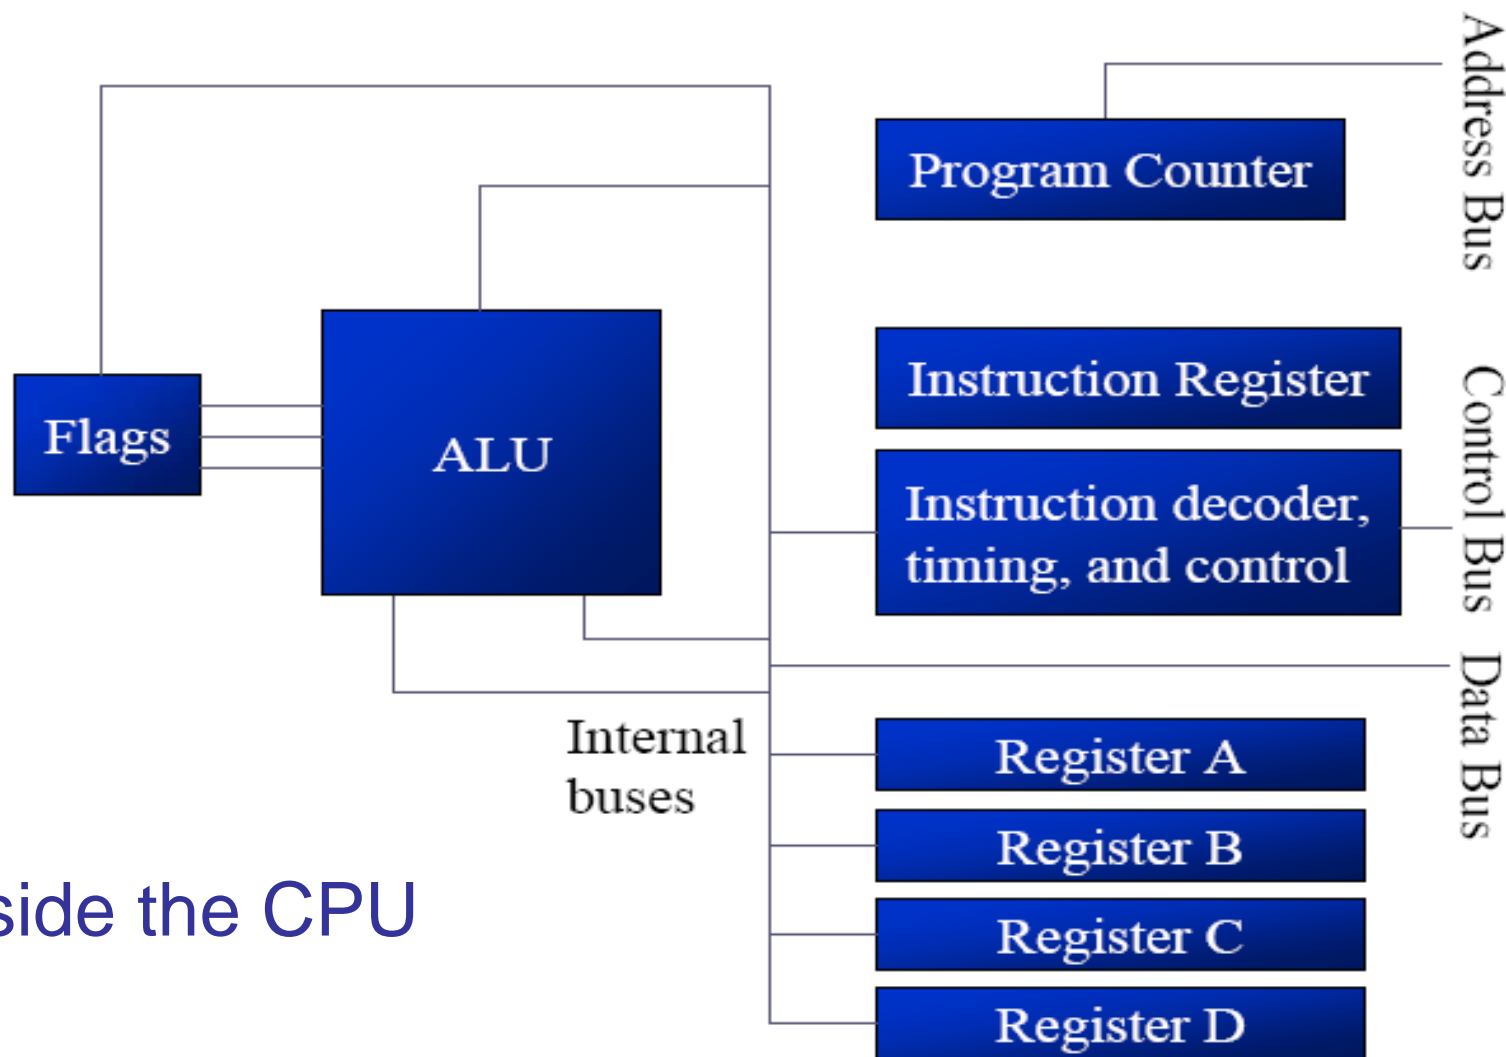 Address Bus
Program Counter
Instruction Register
Control Bus
Flags
ALU
Instruction decoder,
timing, and control
Data Bus
Internal
buses
Register A
Register B
Register C
Register D
side the CPU